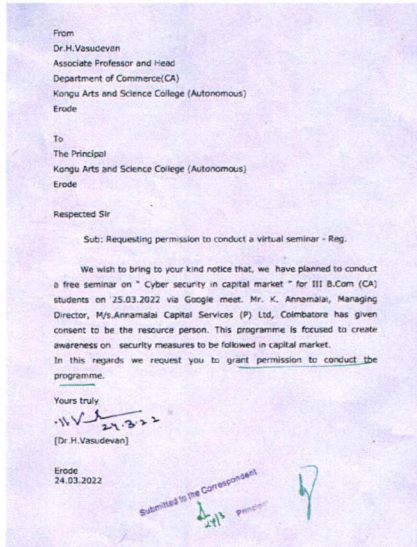 From
Dr.H.Vasudevan
Associate Professor and Head
Department of Commerce(CA)
Kongu Arts and Science College (Autonomous)
Erode
To
The Principal
Kongu Arts and Science College (Autonomous)
Erode
Respected Sir
Sub: Requesting permission to conduct a virtual seminar - Reg.
We wish to bring to your kind notice that, we have planned to conduct
a free seminar on " Cyber security in capital market " for III B.Com (CA)
students on 25.03.2022 via Google meet. Mr. K. Annamalai, Managing
Director, M/s.Annamalai Capital Services (P) Ltd, Coimbatore has given
consent to be the resource person. This programme is focused to create
awareness on security measures to be followed in capital market.
In this regards we request you to grant permission to conduct the
programme.
Yours truly
24.3.22
[Dr.H.Vasudevan]
Erode
24.03.2022
Submitted to the Correspondent
24/3
Principal